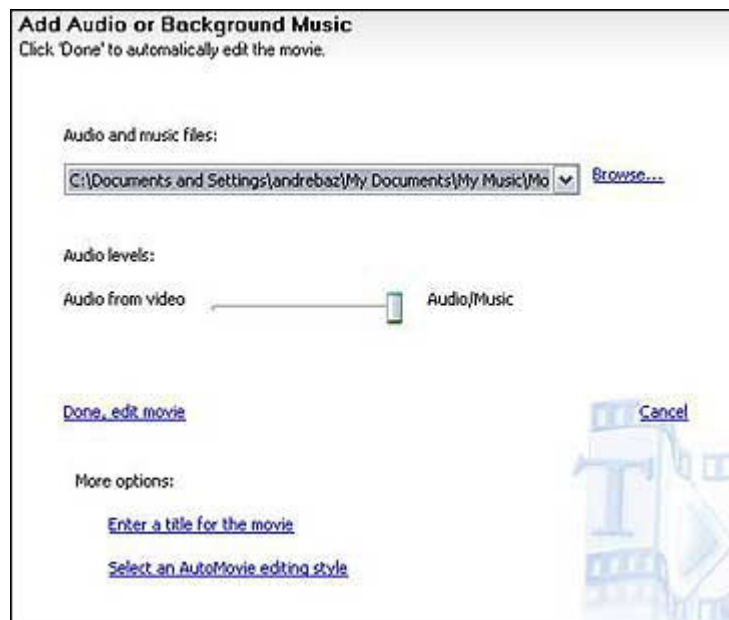 Add Audio or Background Music
Click 'Done' to automatically edit the movie.
Audio and music files:
C:\Documents and Settings\andrebaz\My Documents\My Music\Mo
Browse...
Audio levels:
Audio from video
Audio/Music
Done, edit movie
Cancel
More options:
Enter a title for the movie
Select an AutoMovie editing style
T